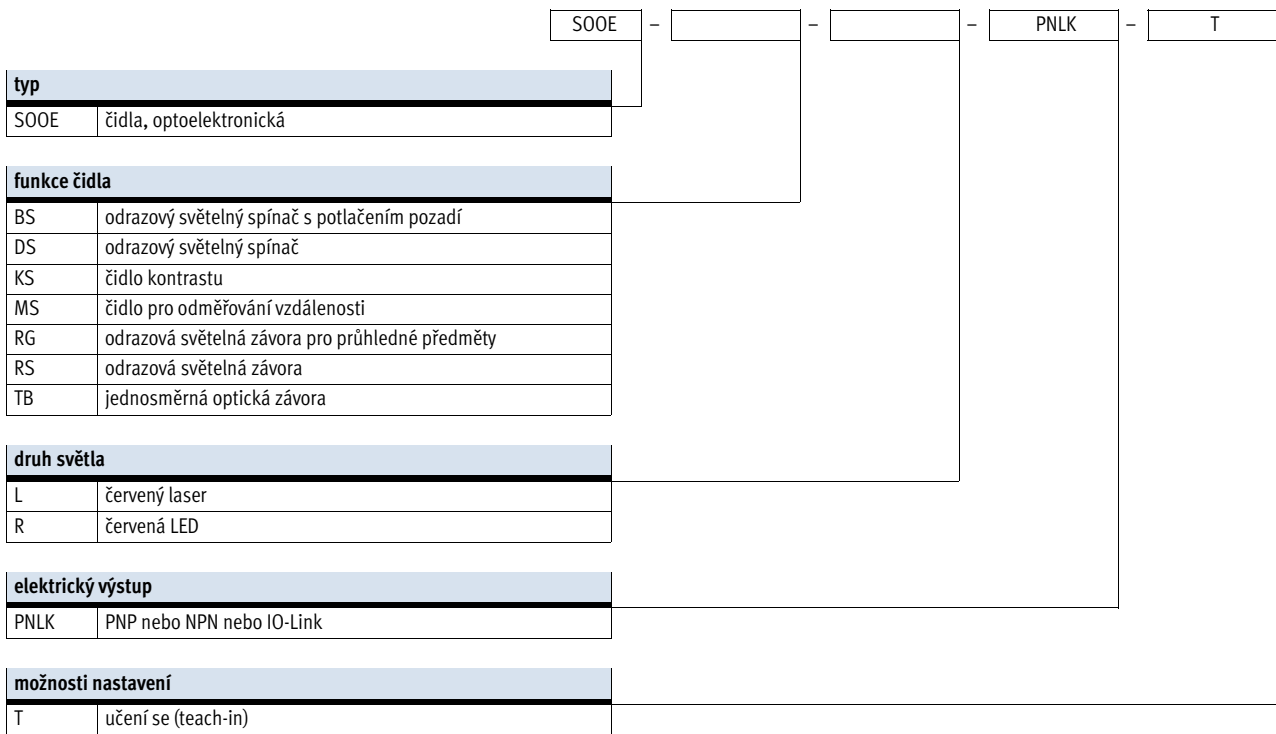 SOOE – – – PNLK – T
typ
SOOE čidla, optoelektronická
funkce čidla
BS odrazový světelný spínač s potlačením pozadí
DS odrazový světelný spínač
KS čidlo kontrastu
MS čidlo pro odměřování vzdálenosti
RG odrazová světelná závora pro průhledné předměty
RS odrazová světelná závora
TB jednosměrná optická závora
druh světla
L červený laser
R červená LED
elektrický výstup
PNLK PNP nebo NPN nebo IO-Link
možnosti nastavení
T učení se (teach-in)